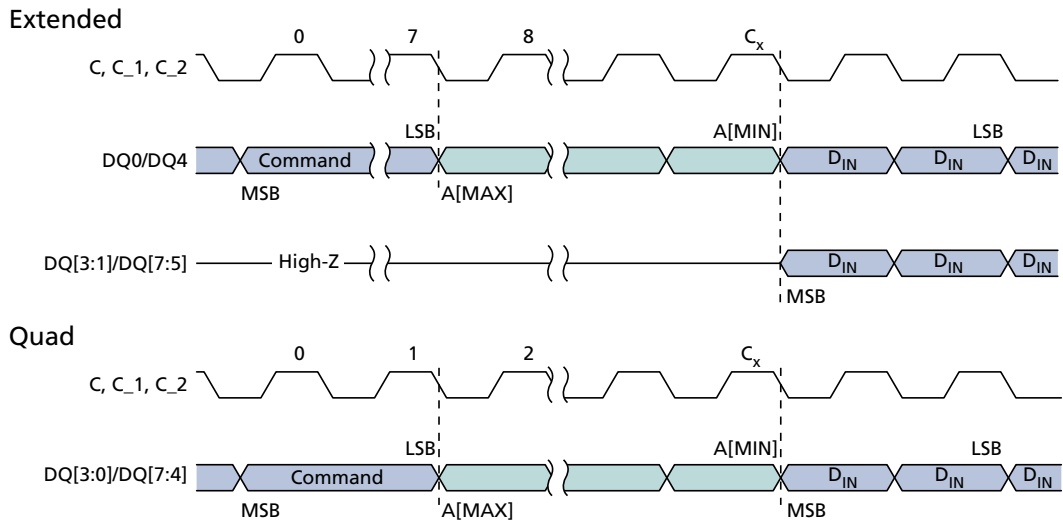 Extended
0 7 8 Cx
C, C_1, C_2
LSB A[MIN] LSB
DQ0/DQ4 Command DIN DIN DIN
MSB A[MAX]
DQ[3:1]/DQ[7:5] High-Z DIN DIN DIN
MSB
Quad
0 1 2 Cx
C, C_1, C_2
LSB A[MIN] LSB
DQ[3:0]/DQ[7:4] Command DIN DIN DIN
MSB A[MAX] MSB